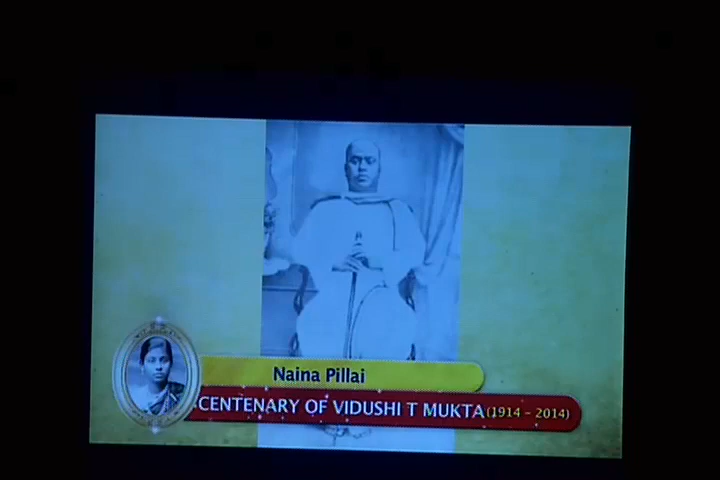 Naina Pillai
CENTENARY OF VIDUSHI T MUKTA (1914 - 2014)